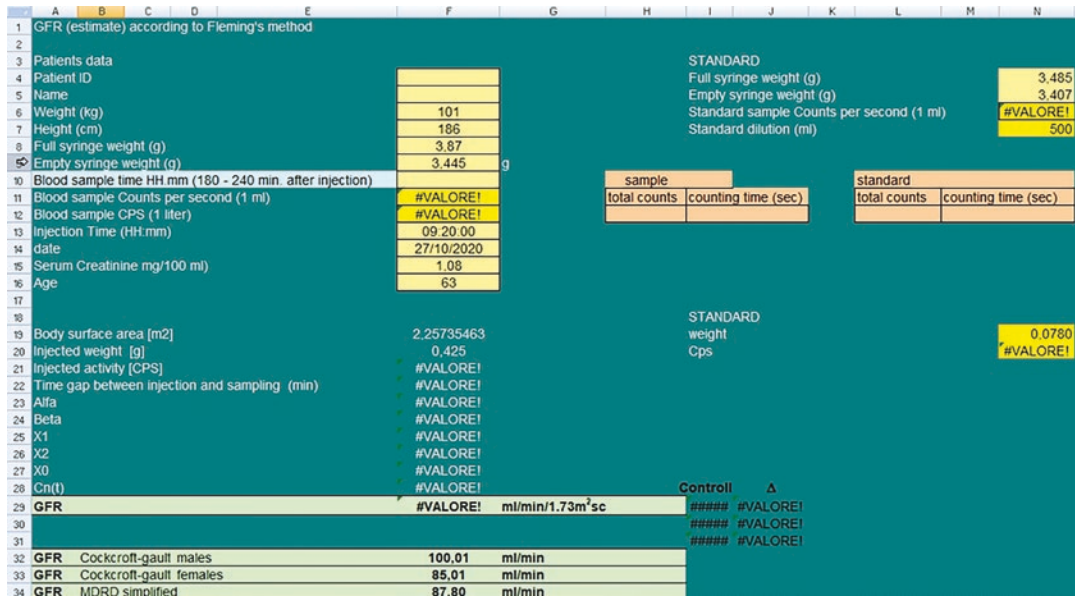 A B C D E F G H I J K L M N
1 GFR (estimate) according to Fleming's method
2
3 Patients data STANDARD
4 Patient ID Full syringe weight (g) 3,485
5 Name Empty syringe weight (g) 3,407
6 Weight (kg) 101 Standard sample Counts per second (1 ml) #VALORE!
7 Height (cm) 186 Standard dilution (ml) 500
8 Full syringe weight (g) 3,87
Empty syringe weight (g) 3,445 g
10 Blood sample time HH.mm (180 - 240 min. after injection) sample standard
11 Blood sample Counts per second (1 ml) #VALORE! total counts counting time (sec) total counts counting time (sec)
12 Blood sample CPS (1 liter) #VALORE!
13 Injection Time (HH:mm) 09:20:00
14 date 27/10/2020
15 Serum Creatinine mg/100 ml) 1,08
16 Age 63
17
18 STANDARD
19 Body surface area [m2] 2,25735463 weight 0,0780
20 Injected weight [g] 0,425 Cps #VALORE!
21 Injected activity [CPS] #VALORE!
22 Time gap between injection and sampling (min) #VALORE!
23 Alfa #VALORE!
24 Beta #VALORE!
25 X1 #VALORE!
26 X2 #VALORE!
27 X0 #VALORE!
28 Cn(t) #VALORE! Controll Δ
29 GFR #VALORE! ml/min/1.73m²sc ##### #VALORE!
30 ##### #VALORE!
31 ##### #VALORE!
32 GFR Cockcroft-gault males 100,01 ml/min
33 GFR Cockcroft-gault females 85,01 ml/min
34 GFR MDRD simplified 87,80 ml/min